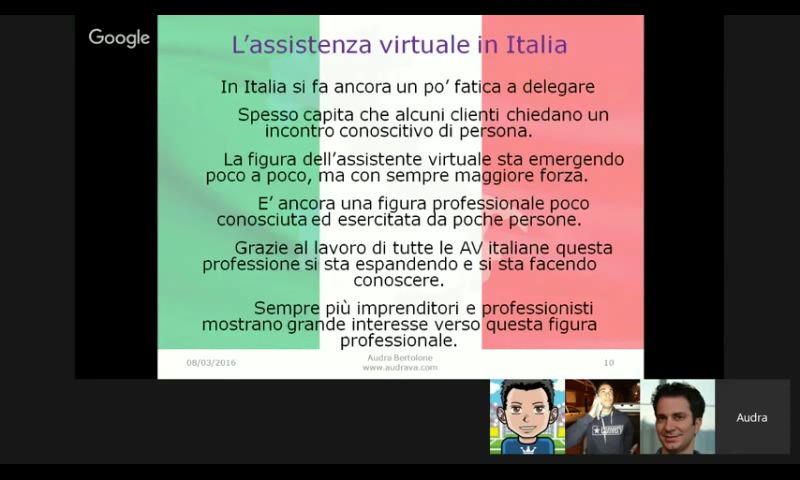 Google
L'assistenza virtuale in Italia
In Italia si fa ancora un po' fatica a delegare
Spesso capita che alcuni clienti chiedano un
incontro conoscitivo di persona.
La figura dell'assistente virtuale sta emergendo
poco a poco, ma con sempre maggiore forza.
E' ancora una figura professionale poco
conosciuta ed esercitata da poche persone.
Grazie al lavoro di tutte le AV italiane questa
professione si sta espandendo e si sta facendo
conoscere.
Sempre più imprenditori e professionisti
mostrano grande interesse verso questa figura
professionale.
08/03/2016
Audra Bertolone
www.audrava.com
10
Audra